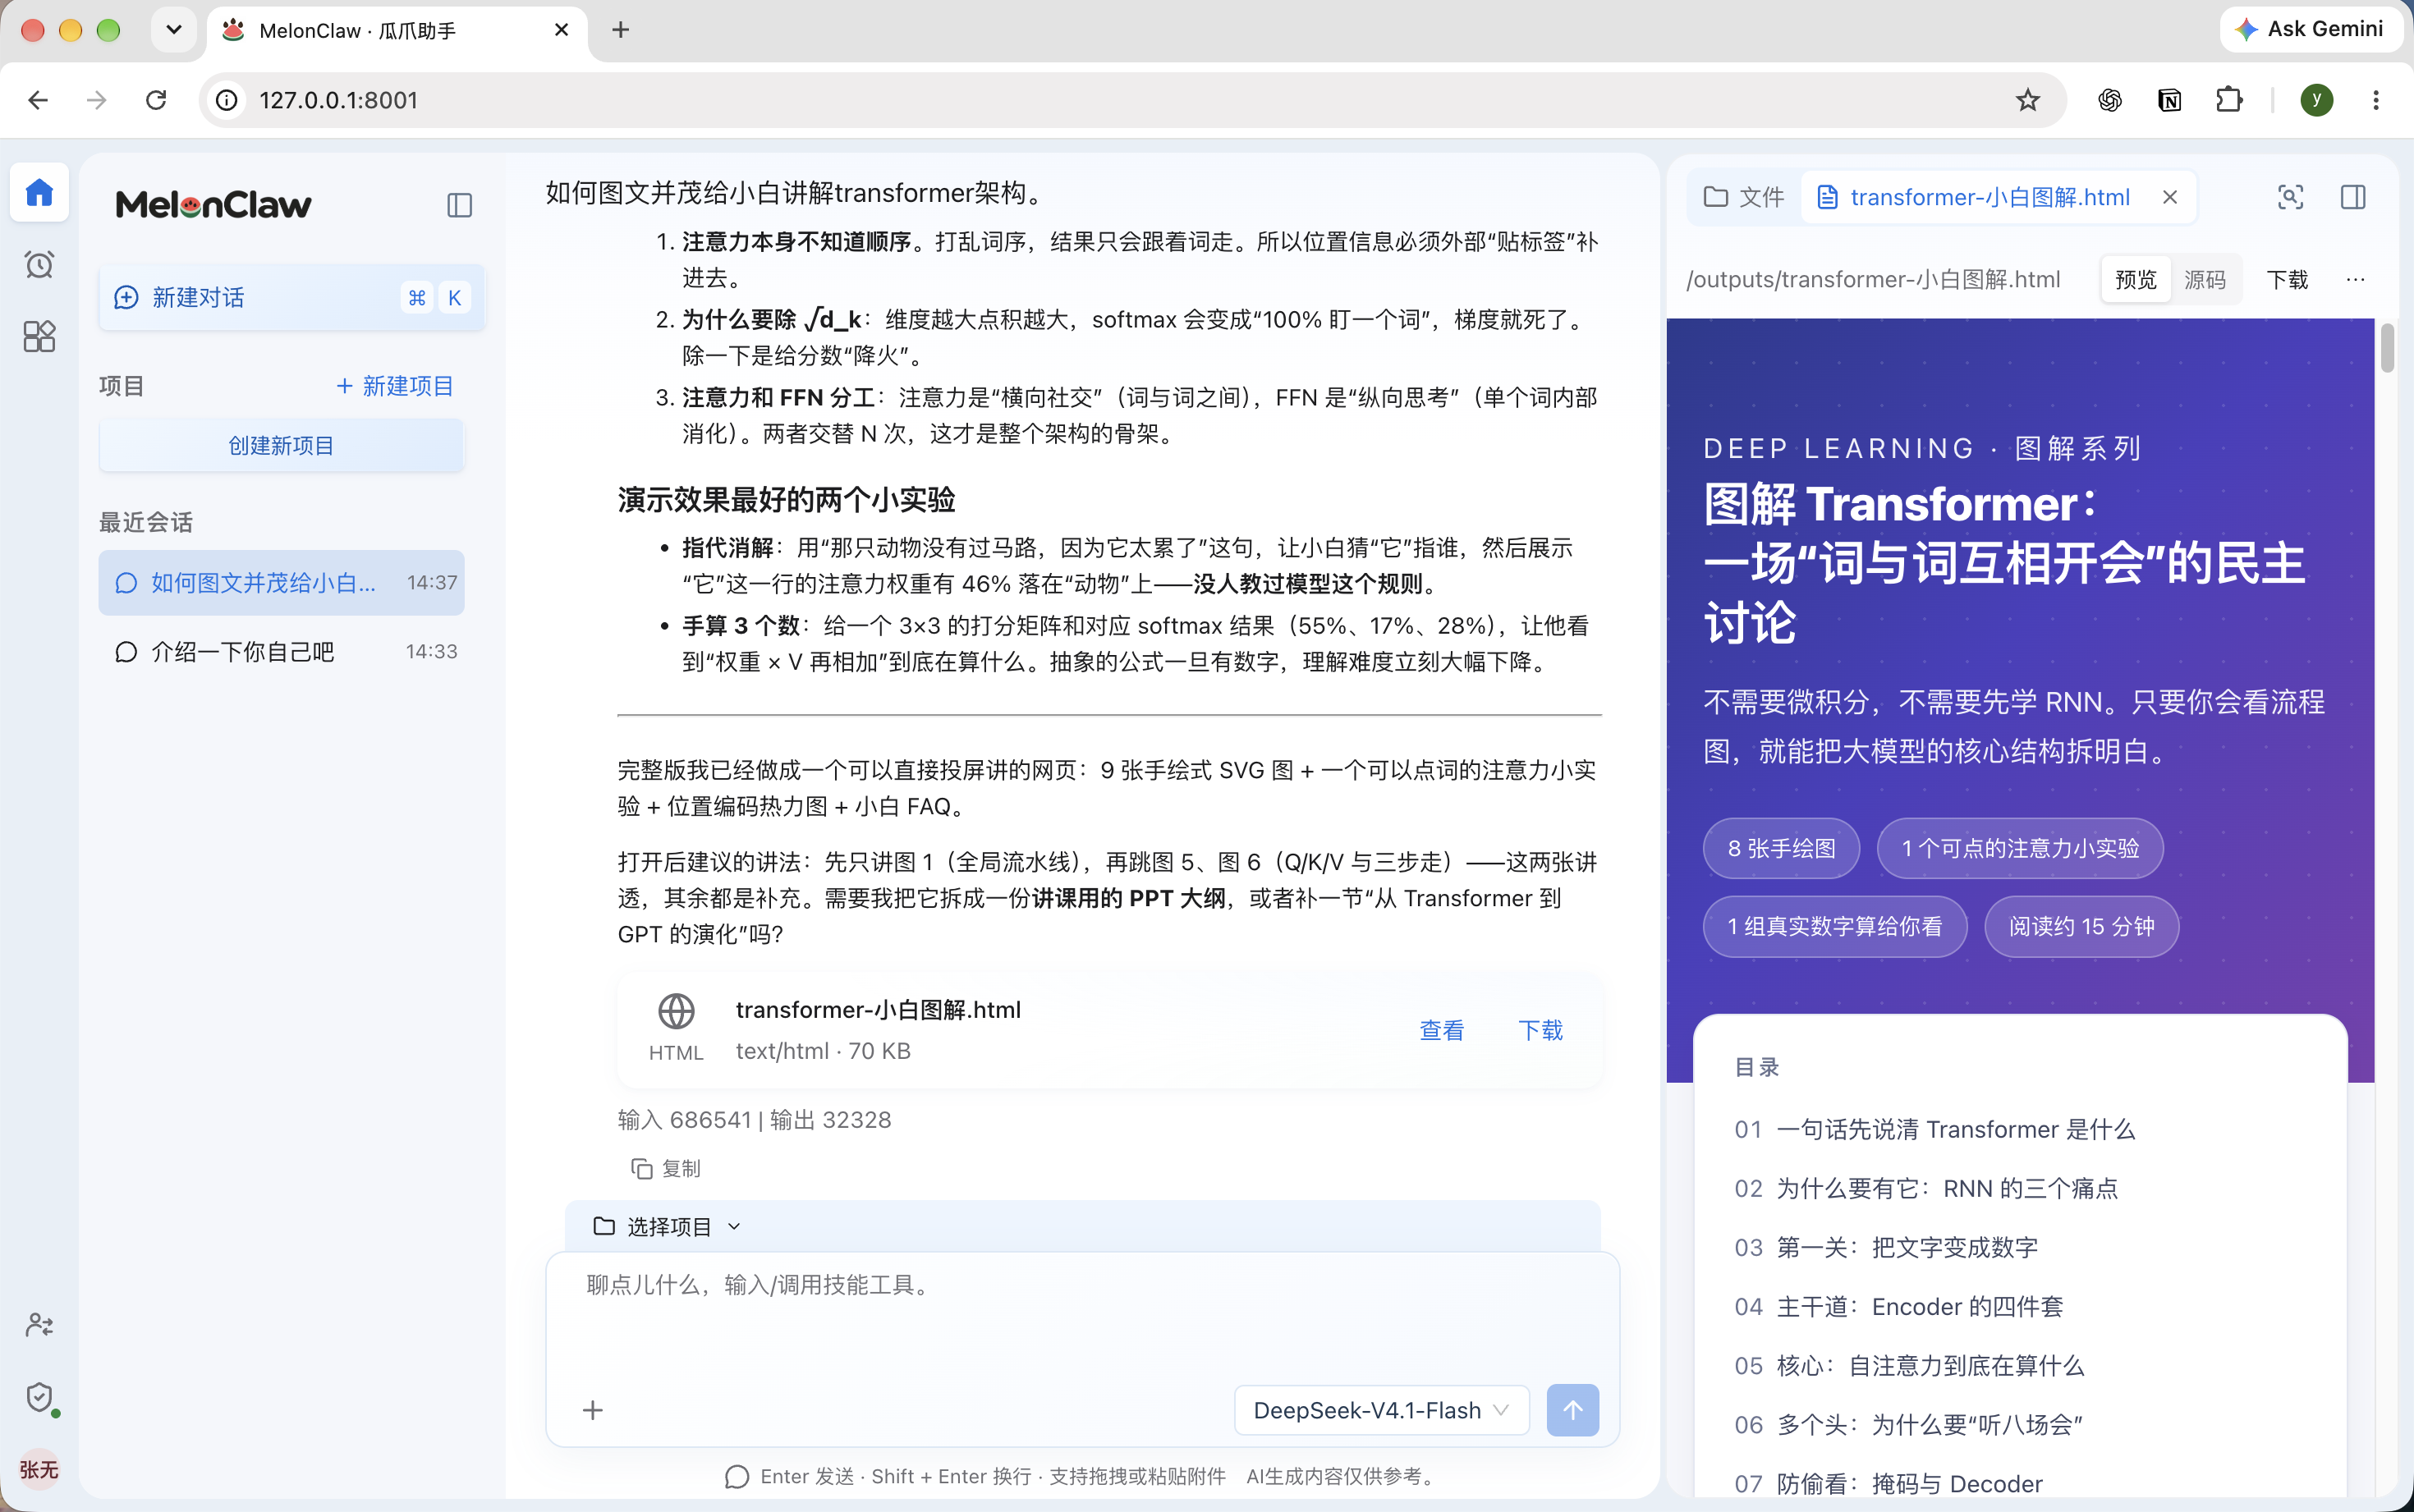 MelonClaw · 瓜爪助手
Ask Gemini
127.0.0.1:8001
y
MelonClaw
新建对话
⌘ K
项目
+ 新建项目
创建新项目
最近会话
如何图文并茂给小白... 14:37
介绍一下你自己吧 14:33
张无
如何图文并茂给小白讲解transformer架构。
1. 注意力本身不知道顺序。打乱词序，结果只会跟着词走。所以位置信息必须外部“贴标签”补
进去。
2. 为什么要除 √d_k：维度越大点积越大，softmax 会变成“100% 盯一个词”，梯度就死了。
除一下是给分数“降火”。
3. 注意力和 FFN 分工：注意力是“横向社交”（词与词之间），FFN 是“纵向思考”（单个词内部
消化）。两者交替 N 次，这才是整个架构的骨架。
演示效果最好的两个小实验
• 指代消解：用“那只动物没有过马路，因为它太累了”这句，让小白猜“它”指谁，然后展示
“它”这一行的注意力权重有 46% 落在“动物”上——没人教过模型这个规则。
• 手算 3 个数：给一个 3×3 的打分矩阵和对应 softmax 结果（55%、17%、28%），让他看
到“权重 × V 再相加”到底在算什么。抽象的公式一旦有数字，理解难度立刻大幅下降。
完整版我已经做成一个可以直接投屏讲的网页：9 张手绘式 SVG 图 + 一个可以点词的注意力小实
验 + 位置编码热力图 + 小白 FAQ。
打开后建议的讲法：先只讲图 1（全局流水线），再跳图 5、图 6（Q/K/V 与三步走）——这两张讲
透，其余都是补充。需要我把它拆成一份讲课用的 PPT 大纲，或者补一节“从 Transformer 到
GPT 的演化”吗？
HTML
transformer-小白图解.html
text/html · 70 KB
查看
下载
输入 686541 | 输出 32328
复制
选择项目
聊点儿什么，输入/调用技能工具。
DeepSeek-V4.1-Flash
Enter 发送 · Shift + Enter 换行 · 支持拖拽或粘贴附件 AI生成内容仅供参考。
文件
transformer-小白图解.html
/outputs/transformer-小白图解.html
预览
源码
下载
···
DEEP LEARNING · 图解系列
图解 Transformer：
一场“词与词互相开会”的民主
讨论
不需要微积分，不需要先学 RNN。只要你会看流程
图，就能把大模型的核心结构拆明白。
8 张手绘图
1 个可点的注意力小实验
1 组真实数字算给你看
阅读约 15 分钟
目录
01 一句话先说清 Transformer 是什么
02 为什么要有它：RNN 的三个痛点
03 第一关：把文字变成数字
04 主干道：Encoder 的四件套
05 核心：自注意力到底在算什么
06 多个头：为什么要“听八场会”
07 防偷看：掩码与 Decoder